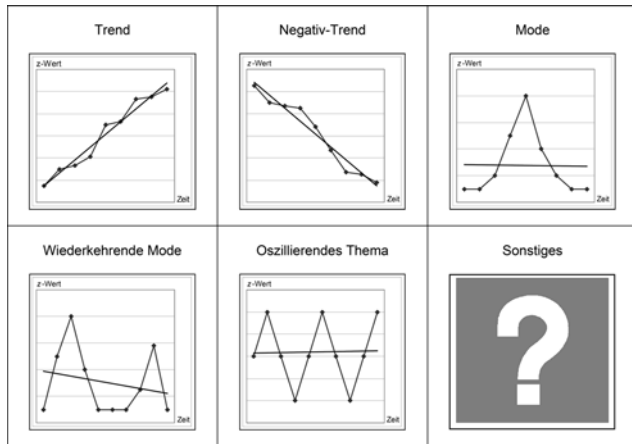 Trend
z-Wert
Zeit
Negativ-Trend
z-Wert
Zeit
Mode
z-Wert
Zeit
Wiederkehrende Mode
z-Wert
Zeit
Oszillierendes Thema
z-Wert
Zeit
Sonstiges
?